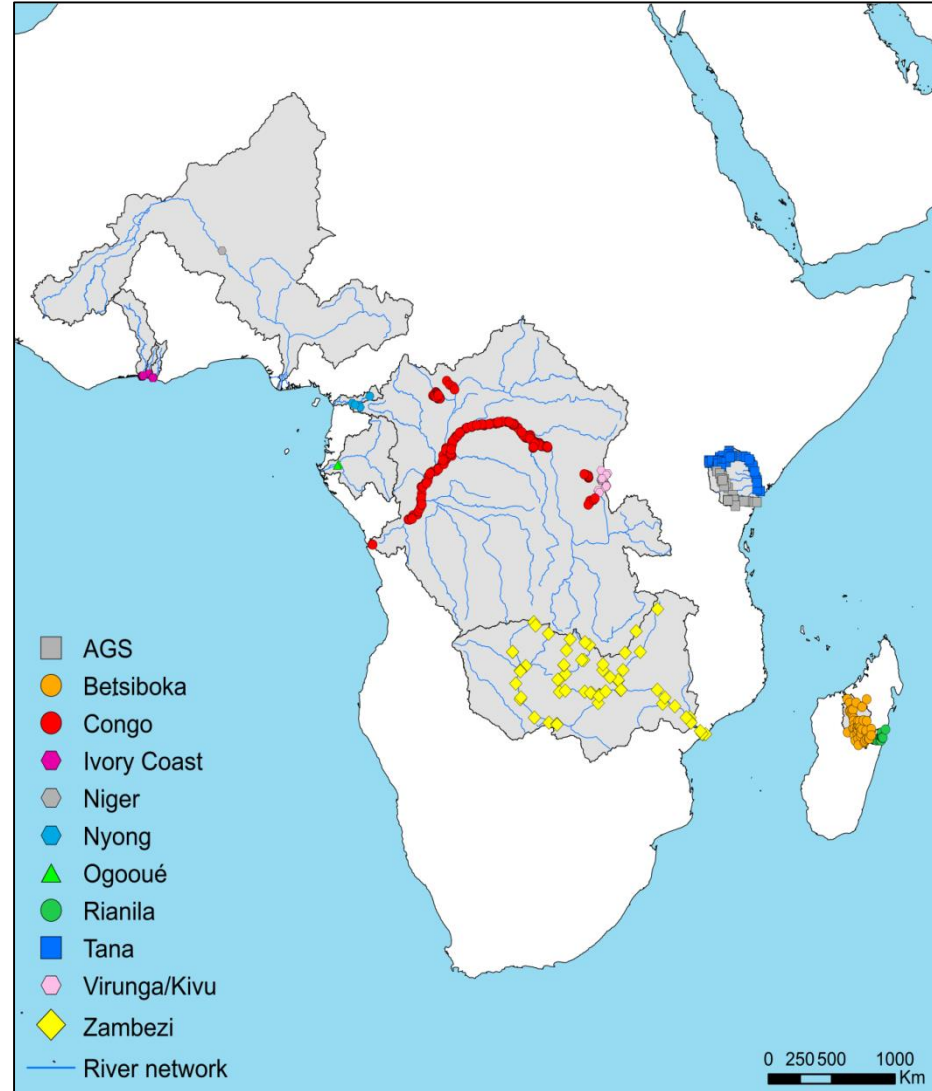 AGS
Betsiboka
Congo
Ivory Coast
Niger
Nyong
Ogooué
Rianila
Tana
Virunga/Kivu
Zambezi
River network
0 250 500 1000
Km